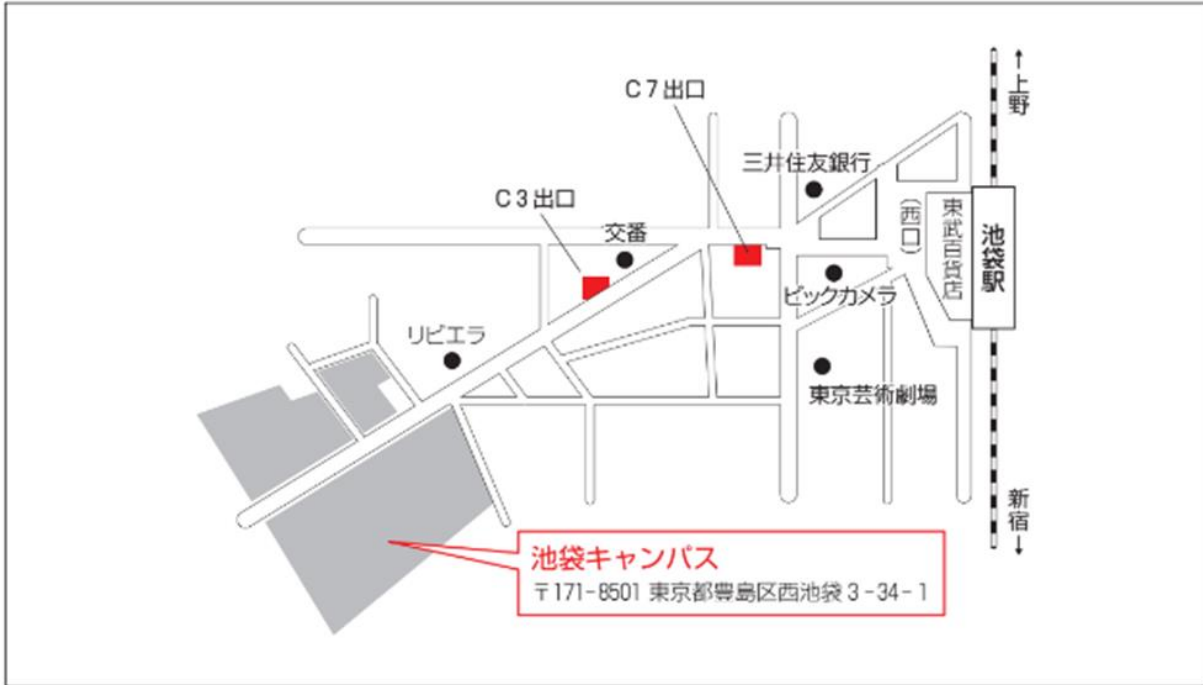 ↑上野
C7出口
三井住友銀行
C3出口
交番
(西口)
東武百貨店
池袋駅
ビックカメラ
リビエラ
東京芸術劇場
新宿↓
池袋キャンパス
〒171-8501 東京都豊島区西池袋3-34-1